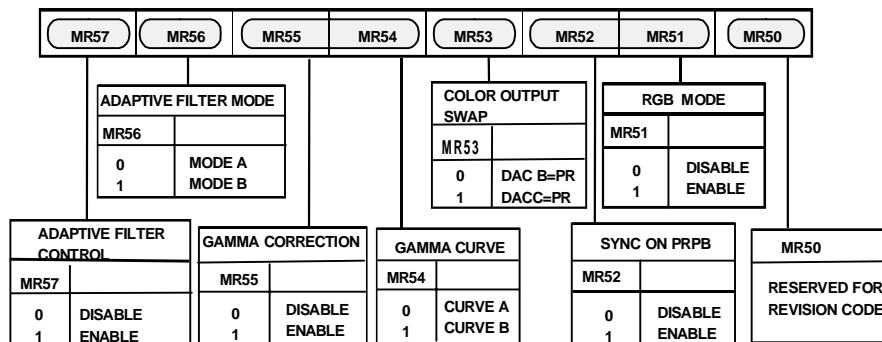 MR57 MR56 MR55 MR54 MR53 MR52 MR51 MR50
ADAPTIVE FILTER MODE
MR56
0 MODE A
1 MODE B
COLOR OUTPUT
SWAP
MR53
0 DAC B=PR
1 DACC=PR
RGB MODE
MR51
0 DISABLE
1 ENABLE
ADAPTIVE FILTER
CONTROL
MR57
0 DISABLE
1 ENABLE
GAMMA CORRECTION
MR55
0 DISABLE
1 ENABLE
GAMMA CURVE
MR54
0 CURVE A
1 CURVE B
SYNC ON PRPB
MR52
0 DISABLE
1 ENABLE
MR50
RESERVED FOR
REVISION CODE